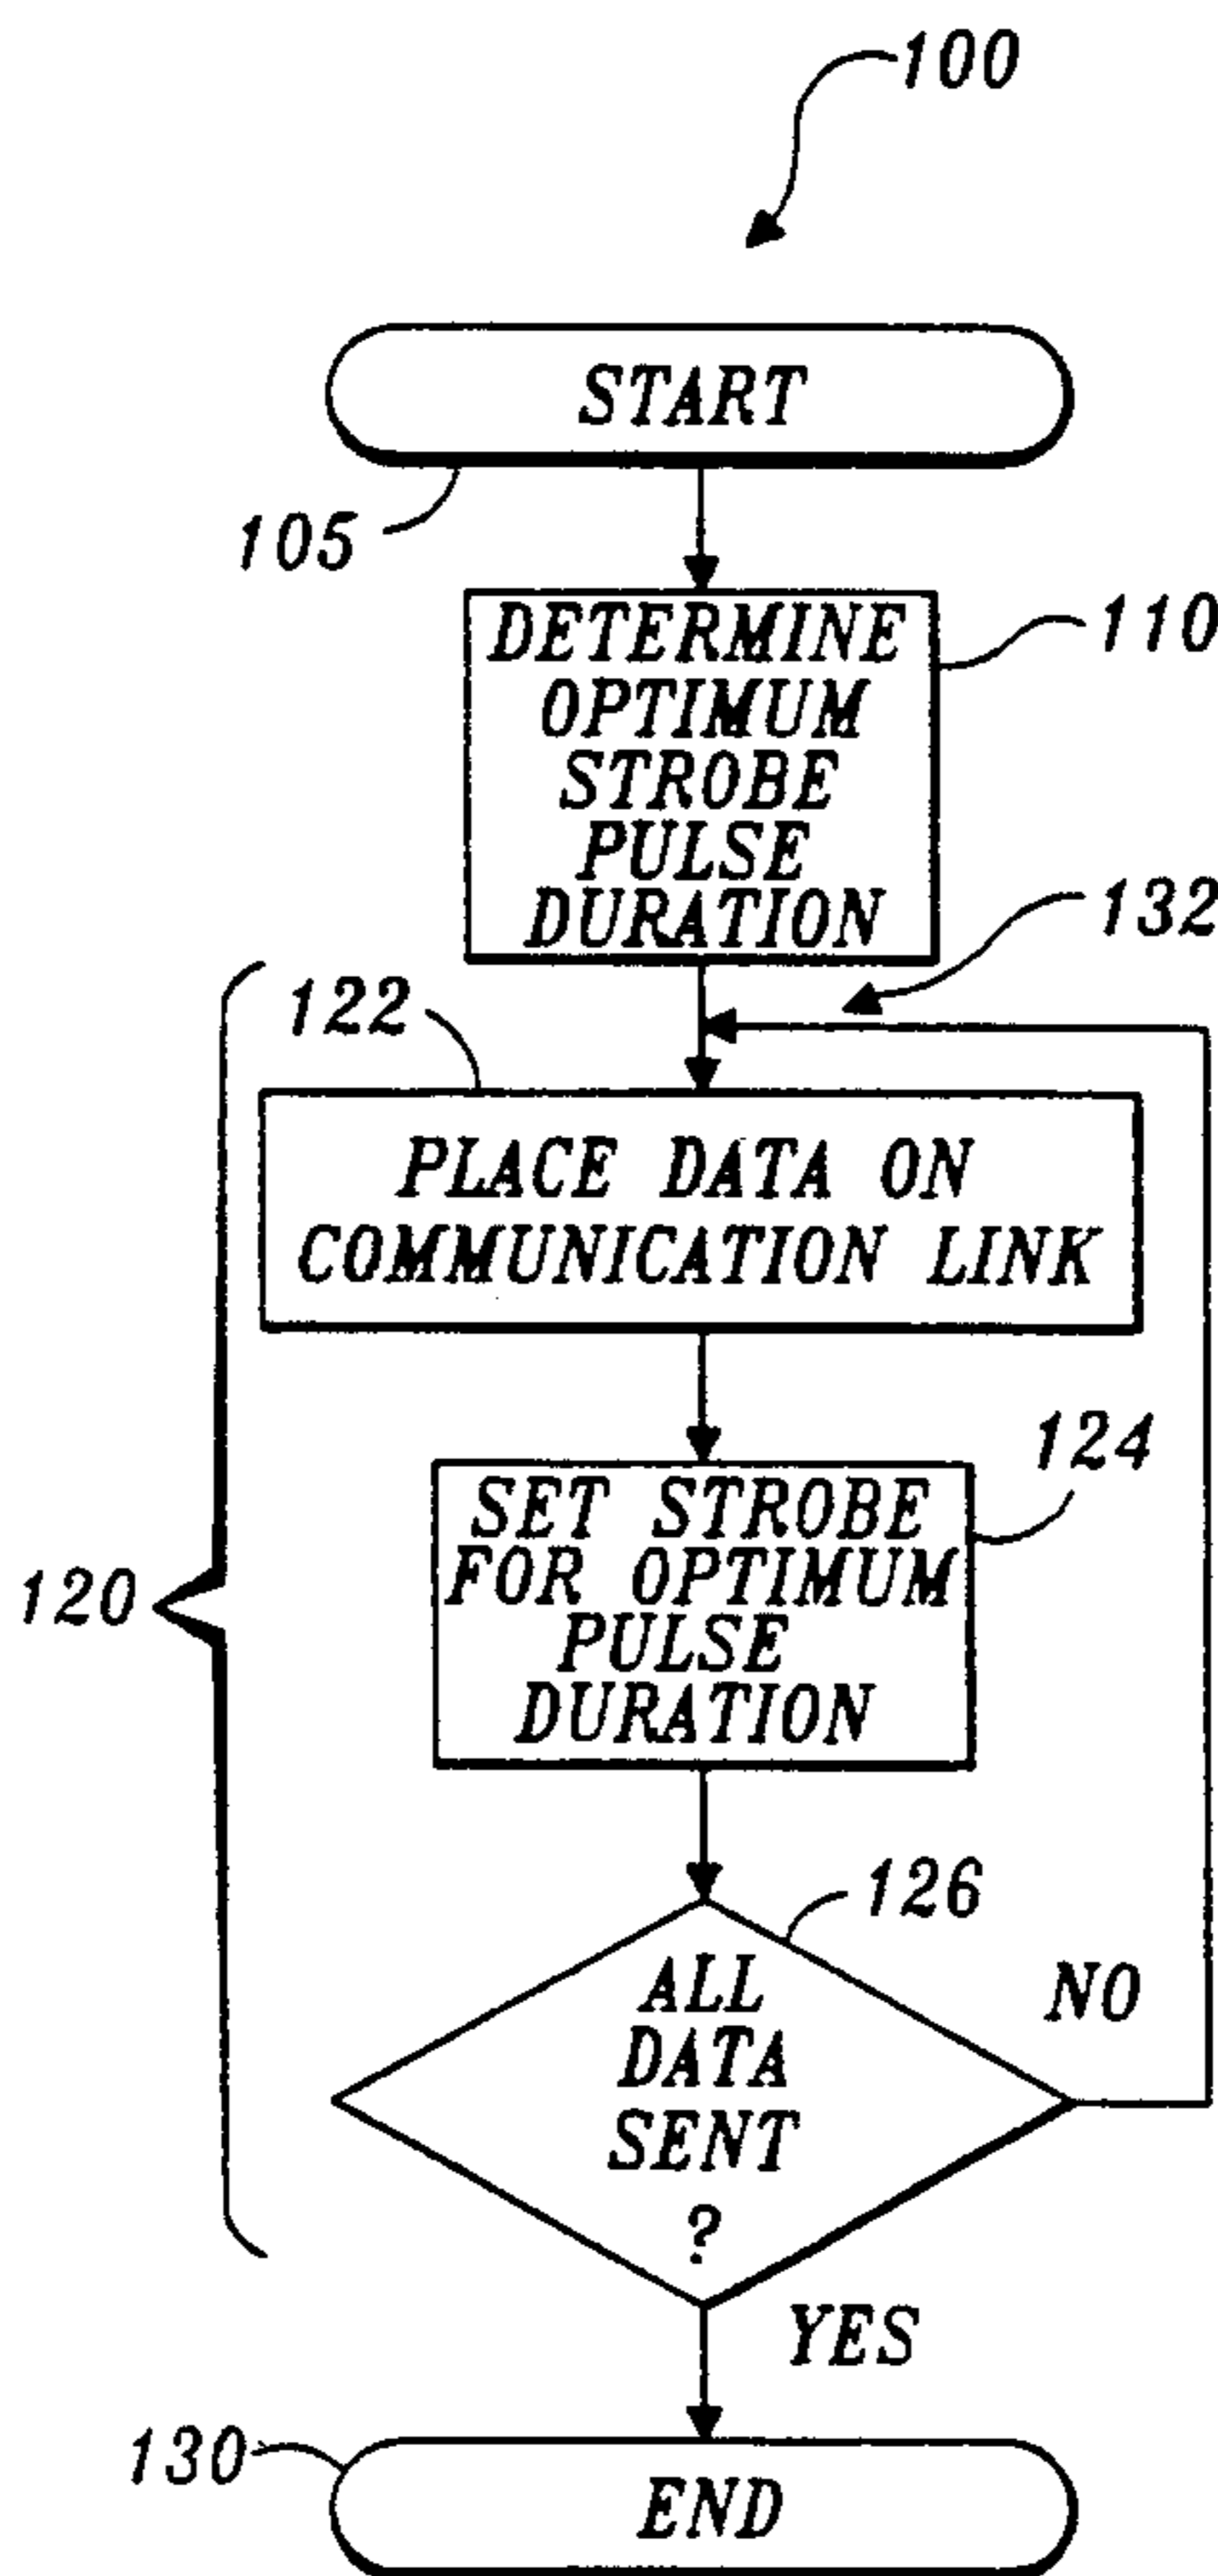 100
START
105
DETERMINE
OPTIMUM
STROBE
PULSE
DURATION
110
132
122
PLACE DATA ON
COMMUNICATION LINK
124
SET STROBE
FOR OPTIMUM
PULSE
DURATION
120
126
ALL
DATA
SENT
?
NO
YES
130
END